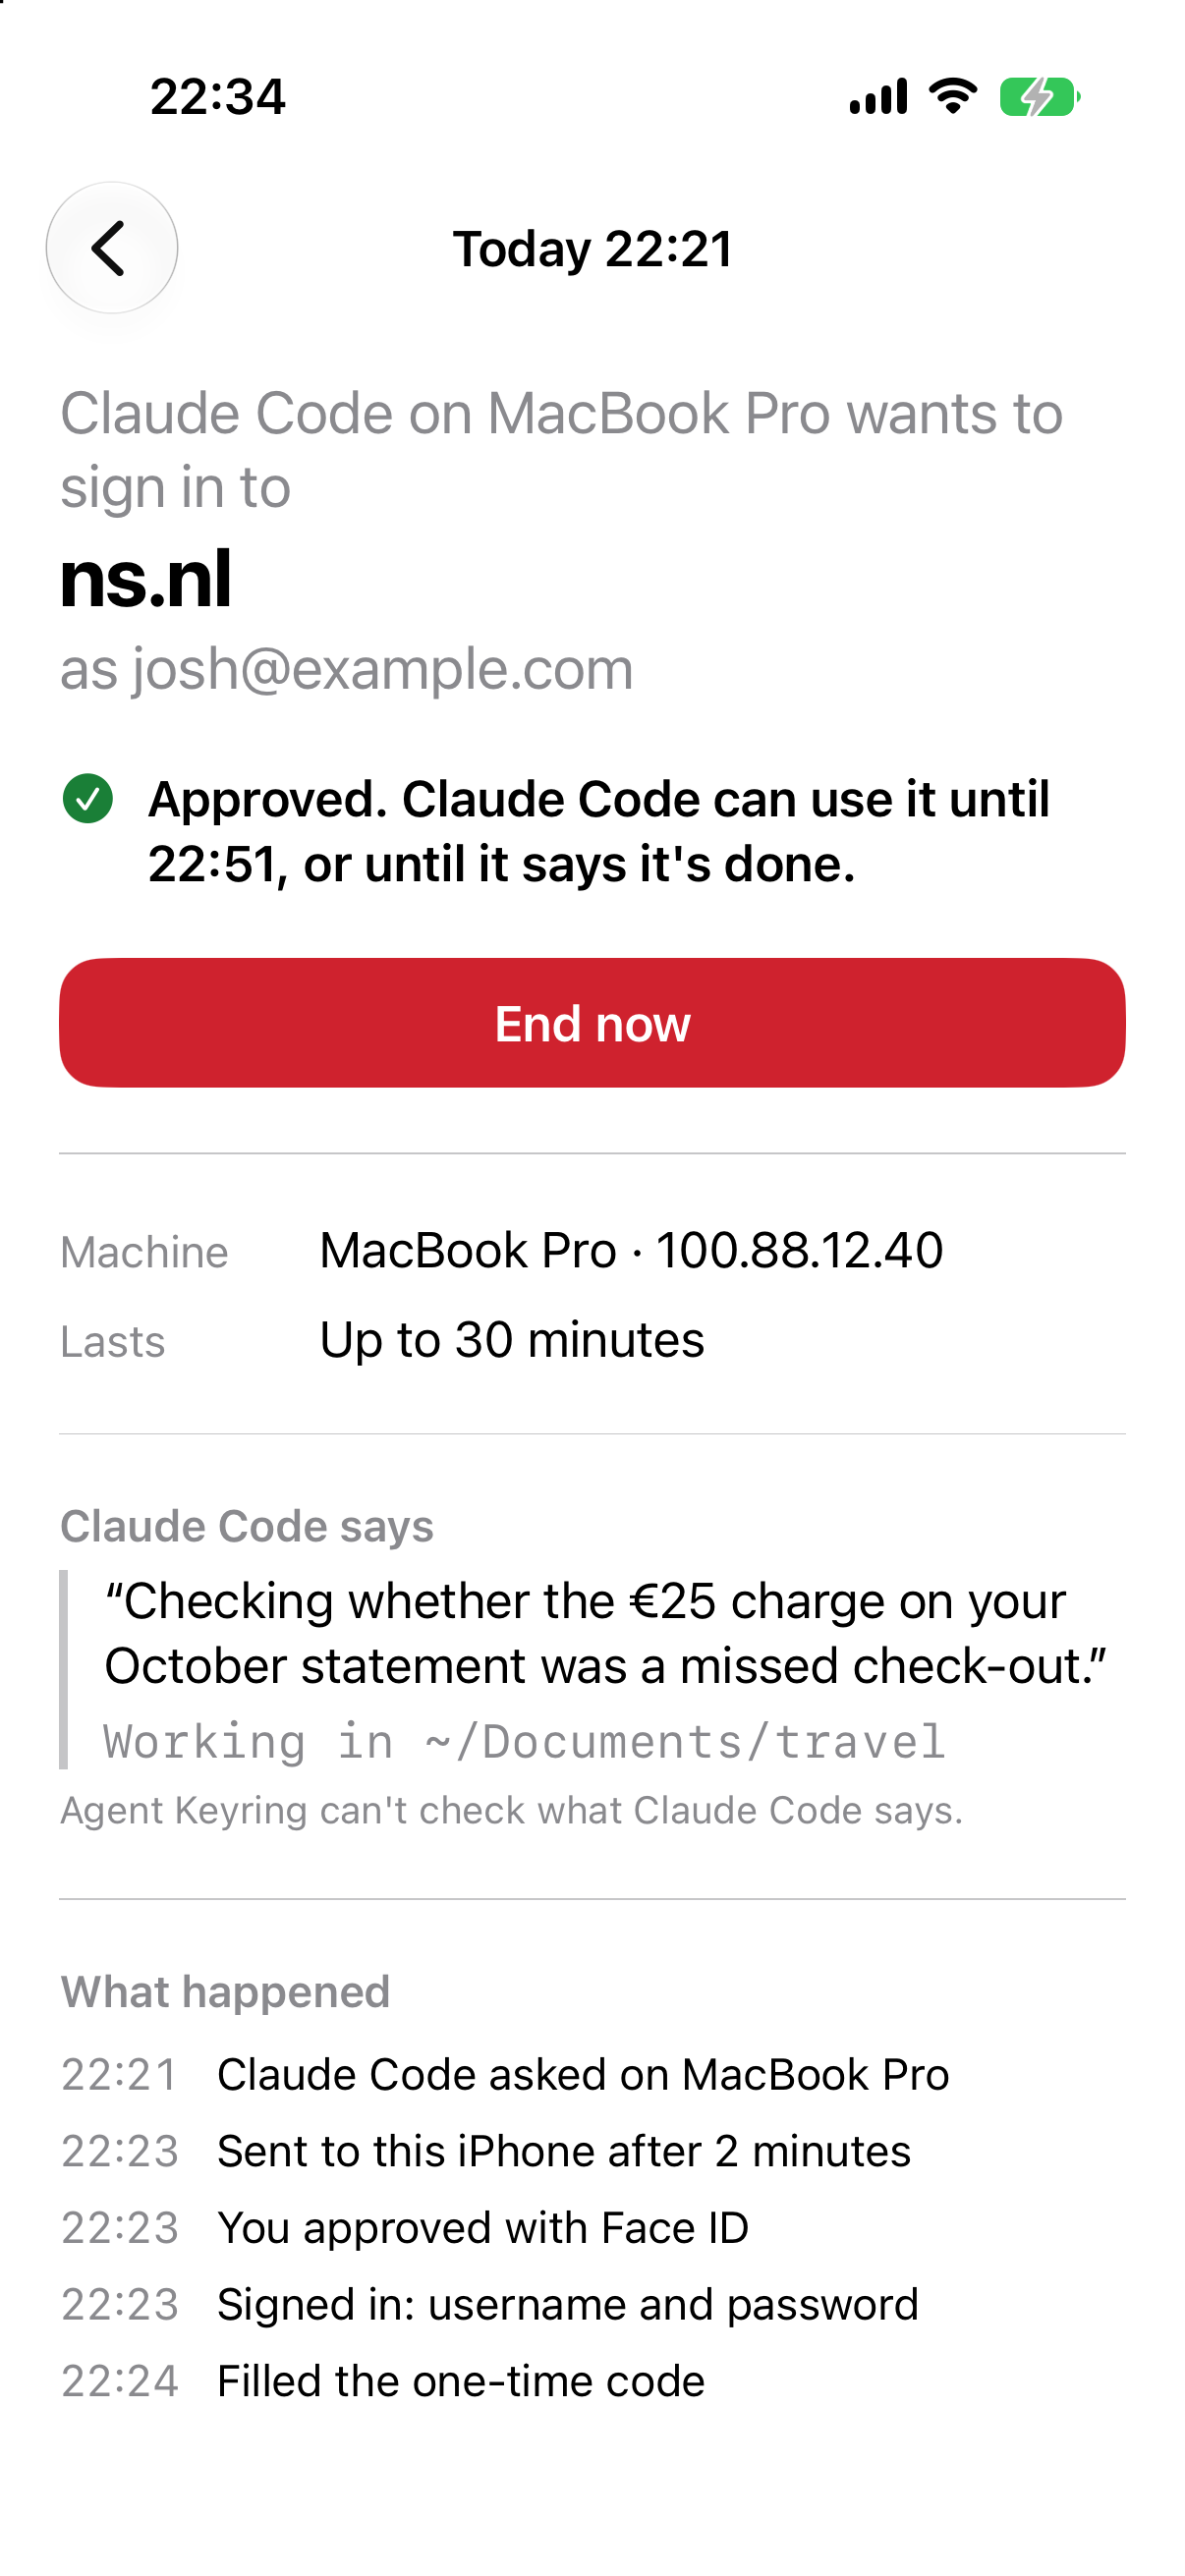 22:34
Today 22:21
Claude Code on MacBook Pro wants to
sign in to
ns.nl
as josh@example.com
Approved. Claude Code can use it until
22:51, or until it says it's done.
End now
Machine MacBook Pro · 100.88.12.40
Lasts Up to 30 minutes
Claude Code says
“Checking whether the €25 charge on your
October statement was a missed check-out.”
Working in ~/Documents/travel
Agent Keyring can't check what Claude Code says.
What happened
22:21 Claude Code asked on MacBook Pro
22:23 Sent to this iPhone after 2 minutes
22:23 You approved with Face ID
22:23 Signed in: username and password
22:24 Filled the one-time code